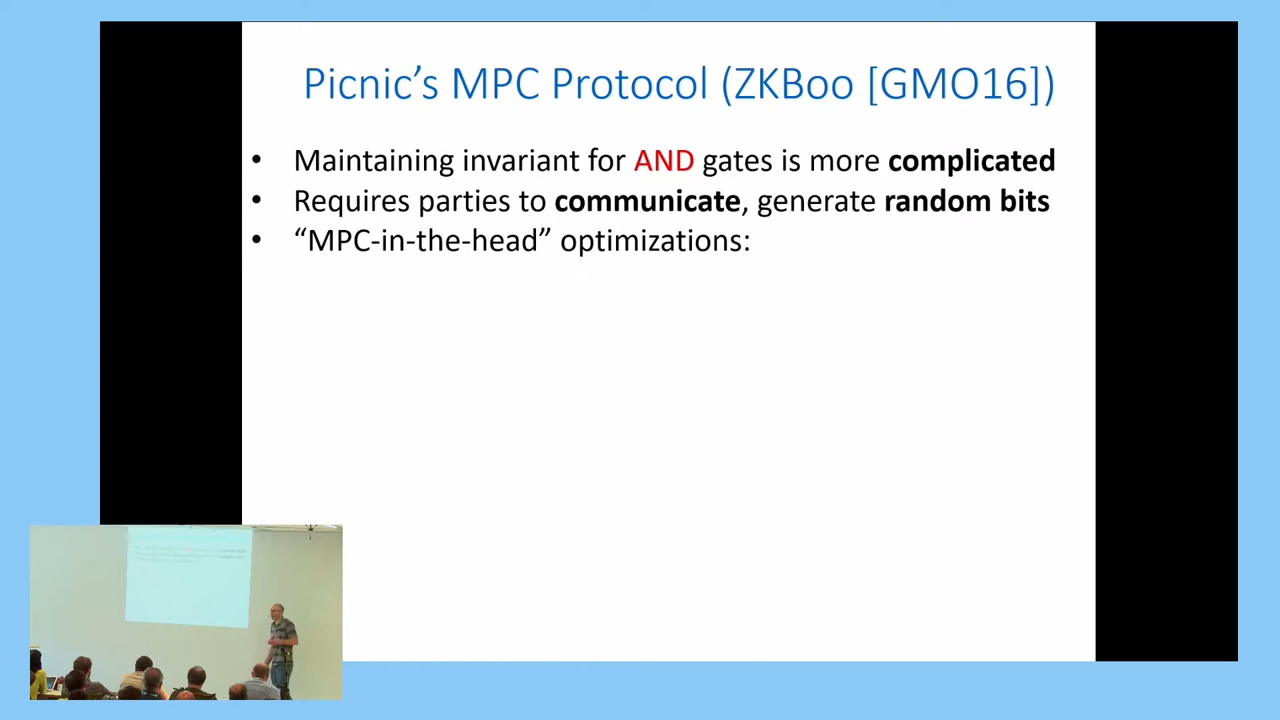 Picnic’s MPC Protocol (ZKBoo [GMO16])
• Maintaining invariant for AND gates is more complicated
• Requires parties to communicate, generate random bits
• “MPC-in-the-head” optimizations: